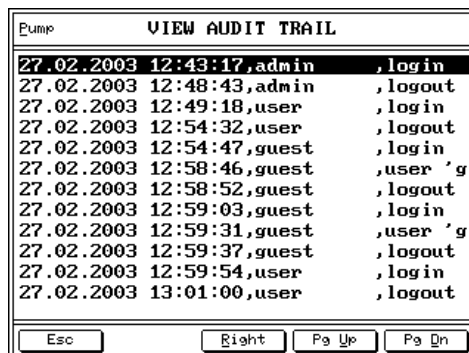 Pump VIEW AUDIT TRAIL
27.02.2003 12:43:17,admin ,login
27.02.2003 12:48:43,admin ,logout
27.02.2003 12:49:18,user ,login
27.02.2003 12:54:32,user ,logout
27.02.2003 12:54:47,guest ,login
27.02.2003 12:58:46,guest ,user 'g
27.02.2003 12:58:52,guest ,logout
27.02.2003 12:59:03,guest ,login
27.02.2003 12:59:31,guest ,user 'g
27.02.2003 12:59:37,guest ,logout
27.02.2003 12:59:54,user ,login
27.02.2003 13:01:00,user ,logout
Esc Right Pg Up Pg Dn